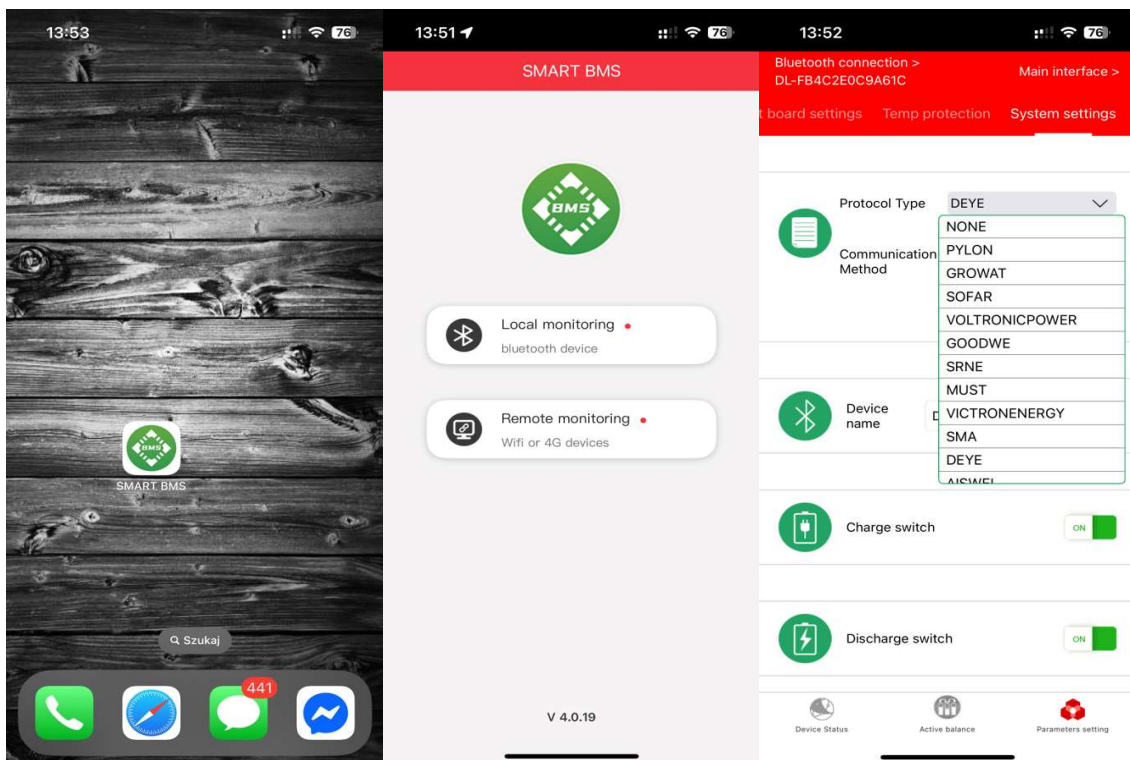 13:53
76
BMS
SMART BMS
Szukaj
441
13:51
76
SMART BMS
BMS
Local monitoring
bluetooth device
Remote monitoring
Wifi or 4G devices
V 4.0.19
13:52
76
Bluetooth connection >
DL-FB4C2E0C9A61C
Main interface >
t board settings
Temp protection
System settings
Protocol Type
DEYE
NONE
PYLON
GROWAT
SOFAR
VOLTRONICPOWER
GOODWE
SRNE
MUST
VICTRONENERGY
SMA
DEYE
AISWEI
Communication
Method
Device
name
Charge switch
ON
Discharge switch
ON
Device Status
Active balance
Parameters setting